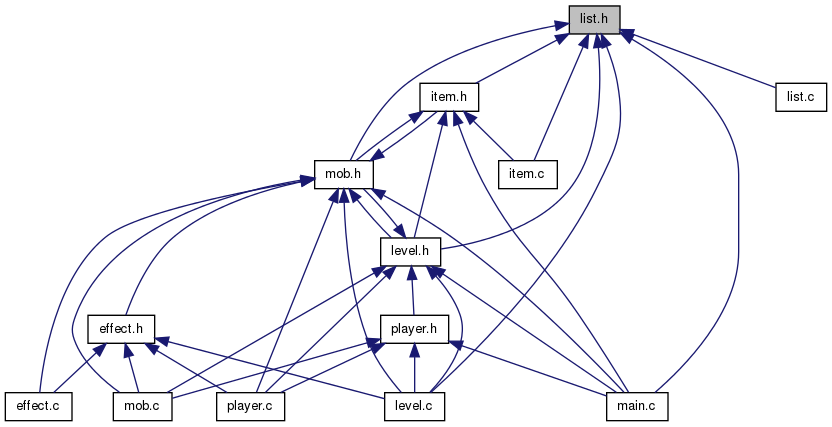 list.h
item.h
list.c
mob.h
item.c
level.h
effect.h
player.h
effect.c
mob.c
player.c
level.c
main.c